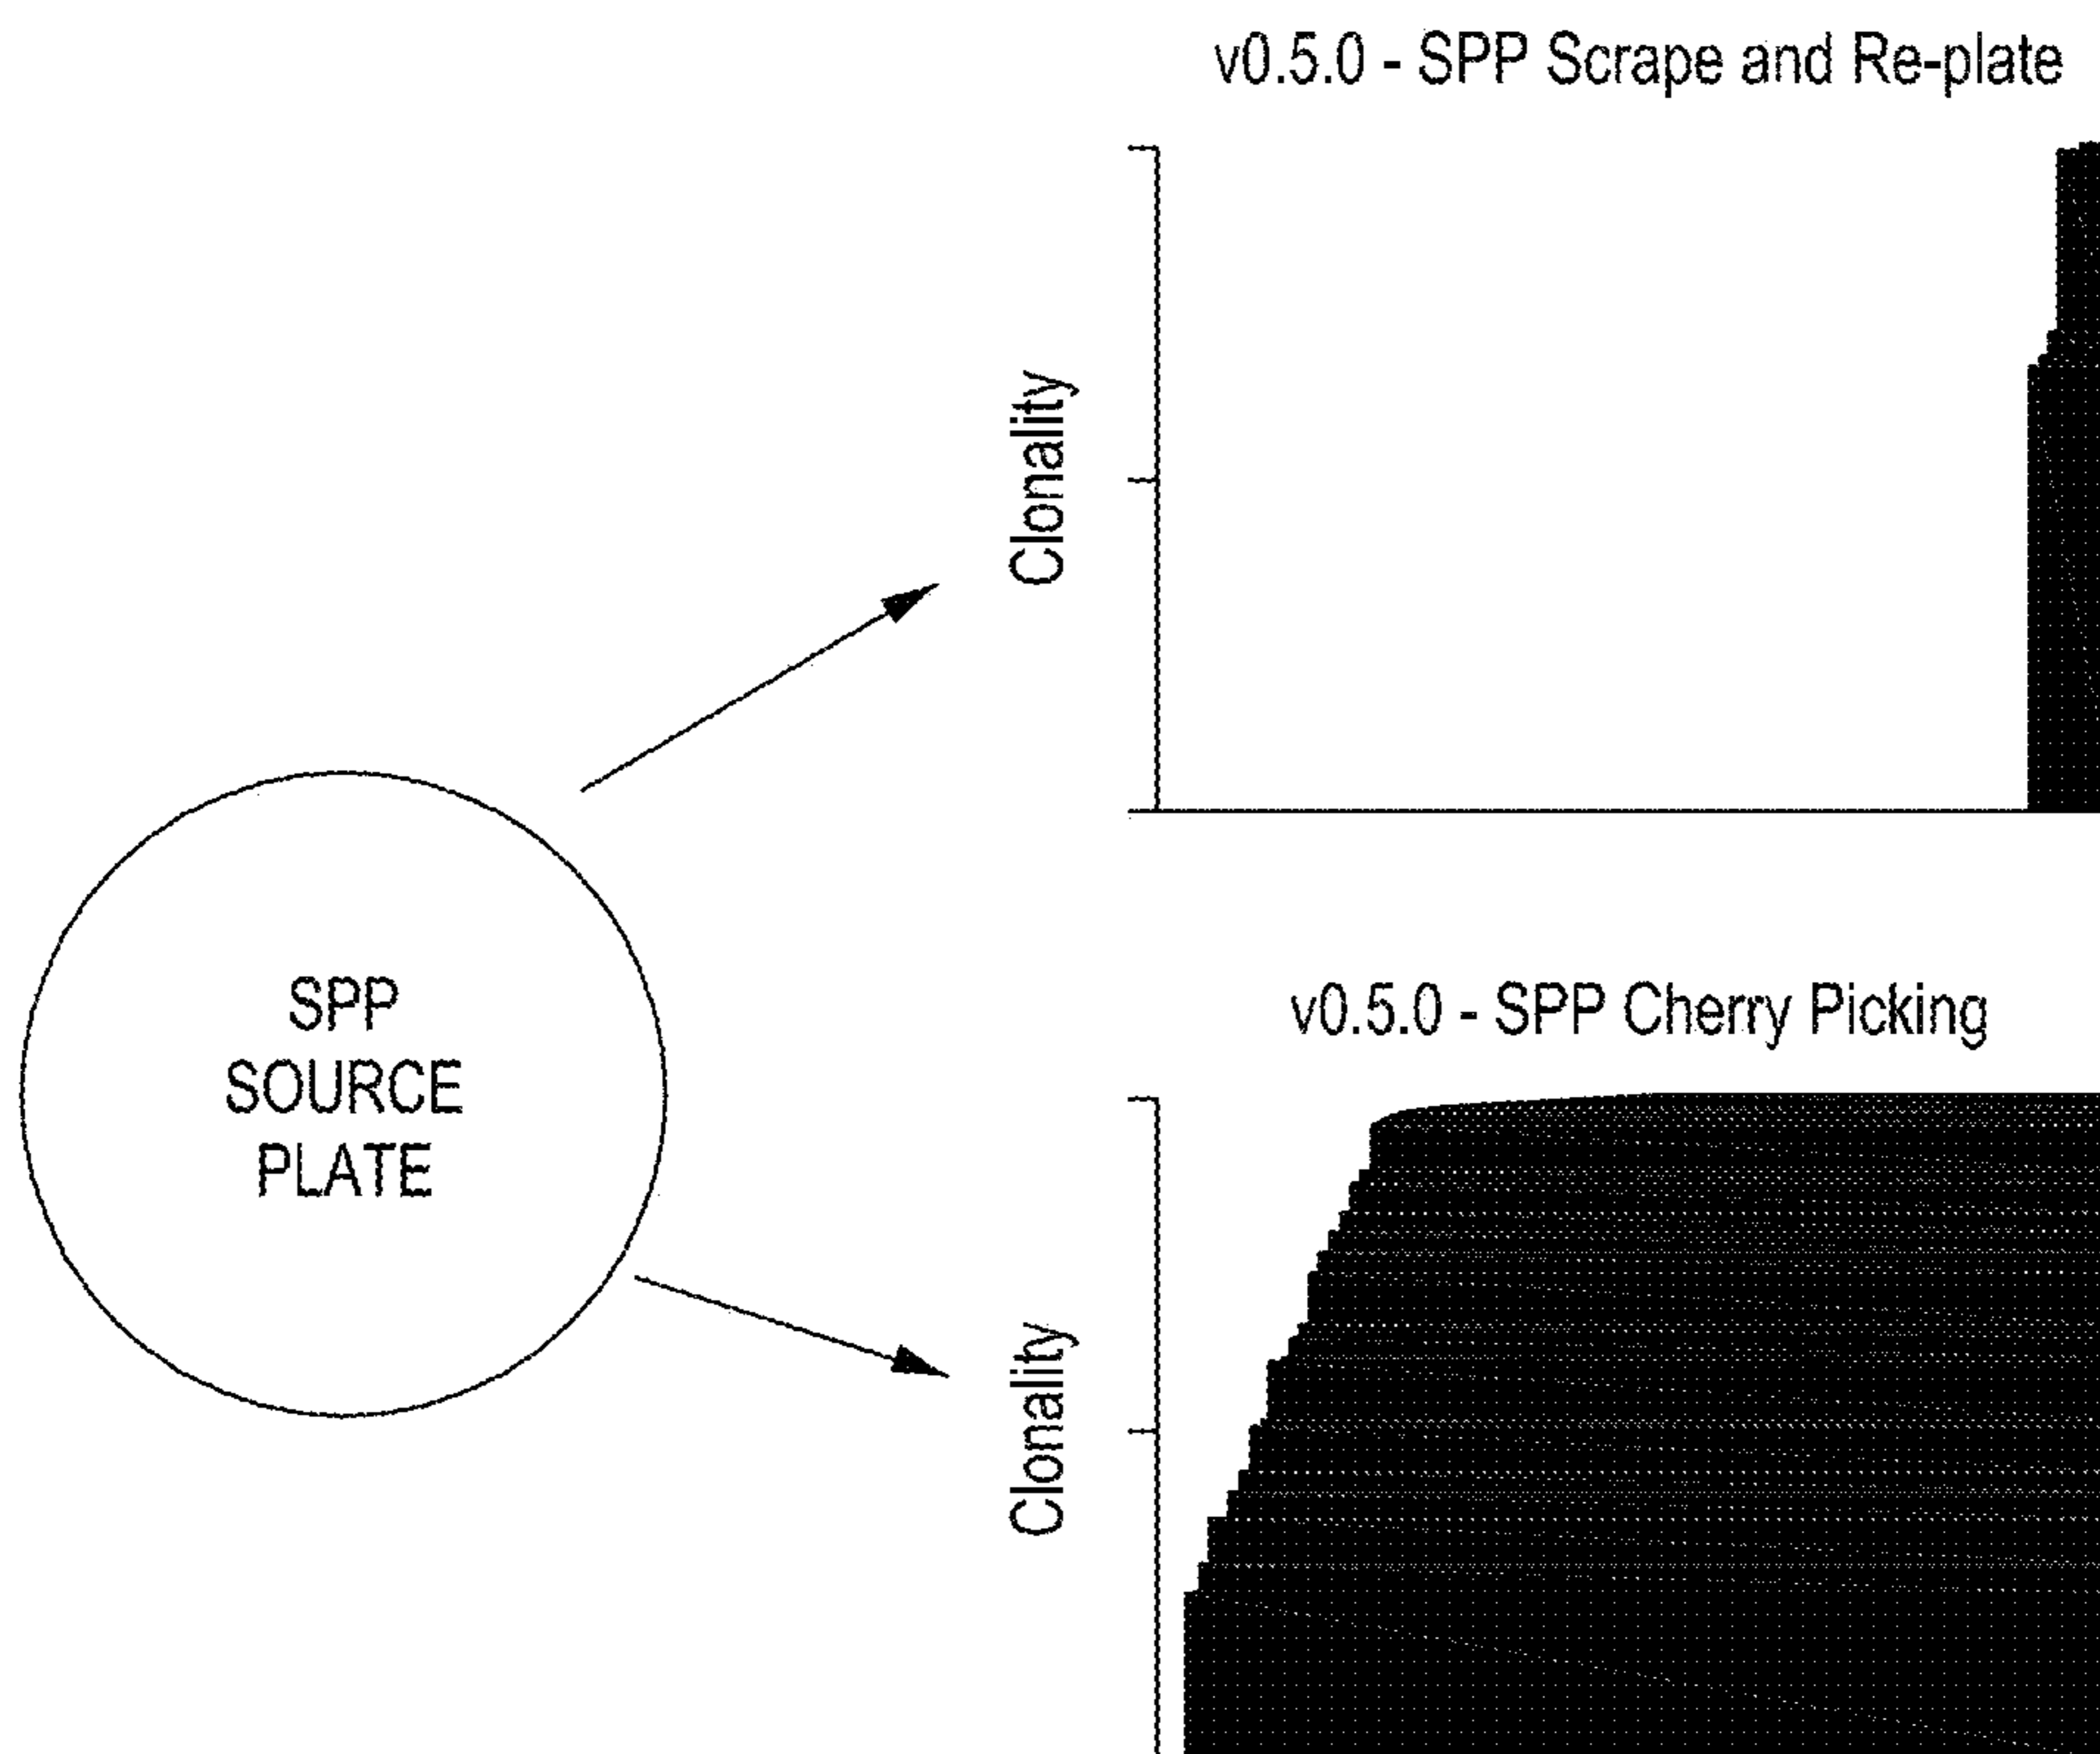 v0.5.0 - SPP Scrape and Re-plate
Clonality
SPP
SOURCE
PLATE
v0.5.0 - SPP Cherry Picking
Clonality